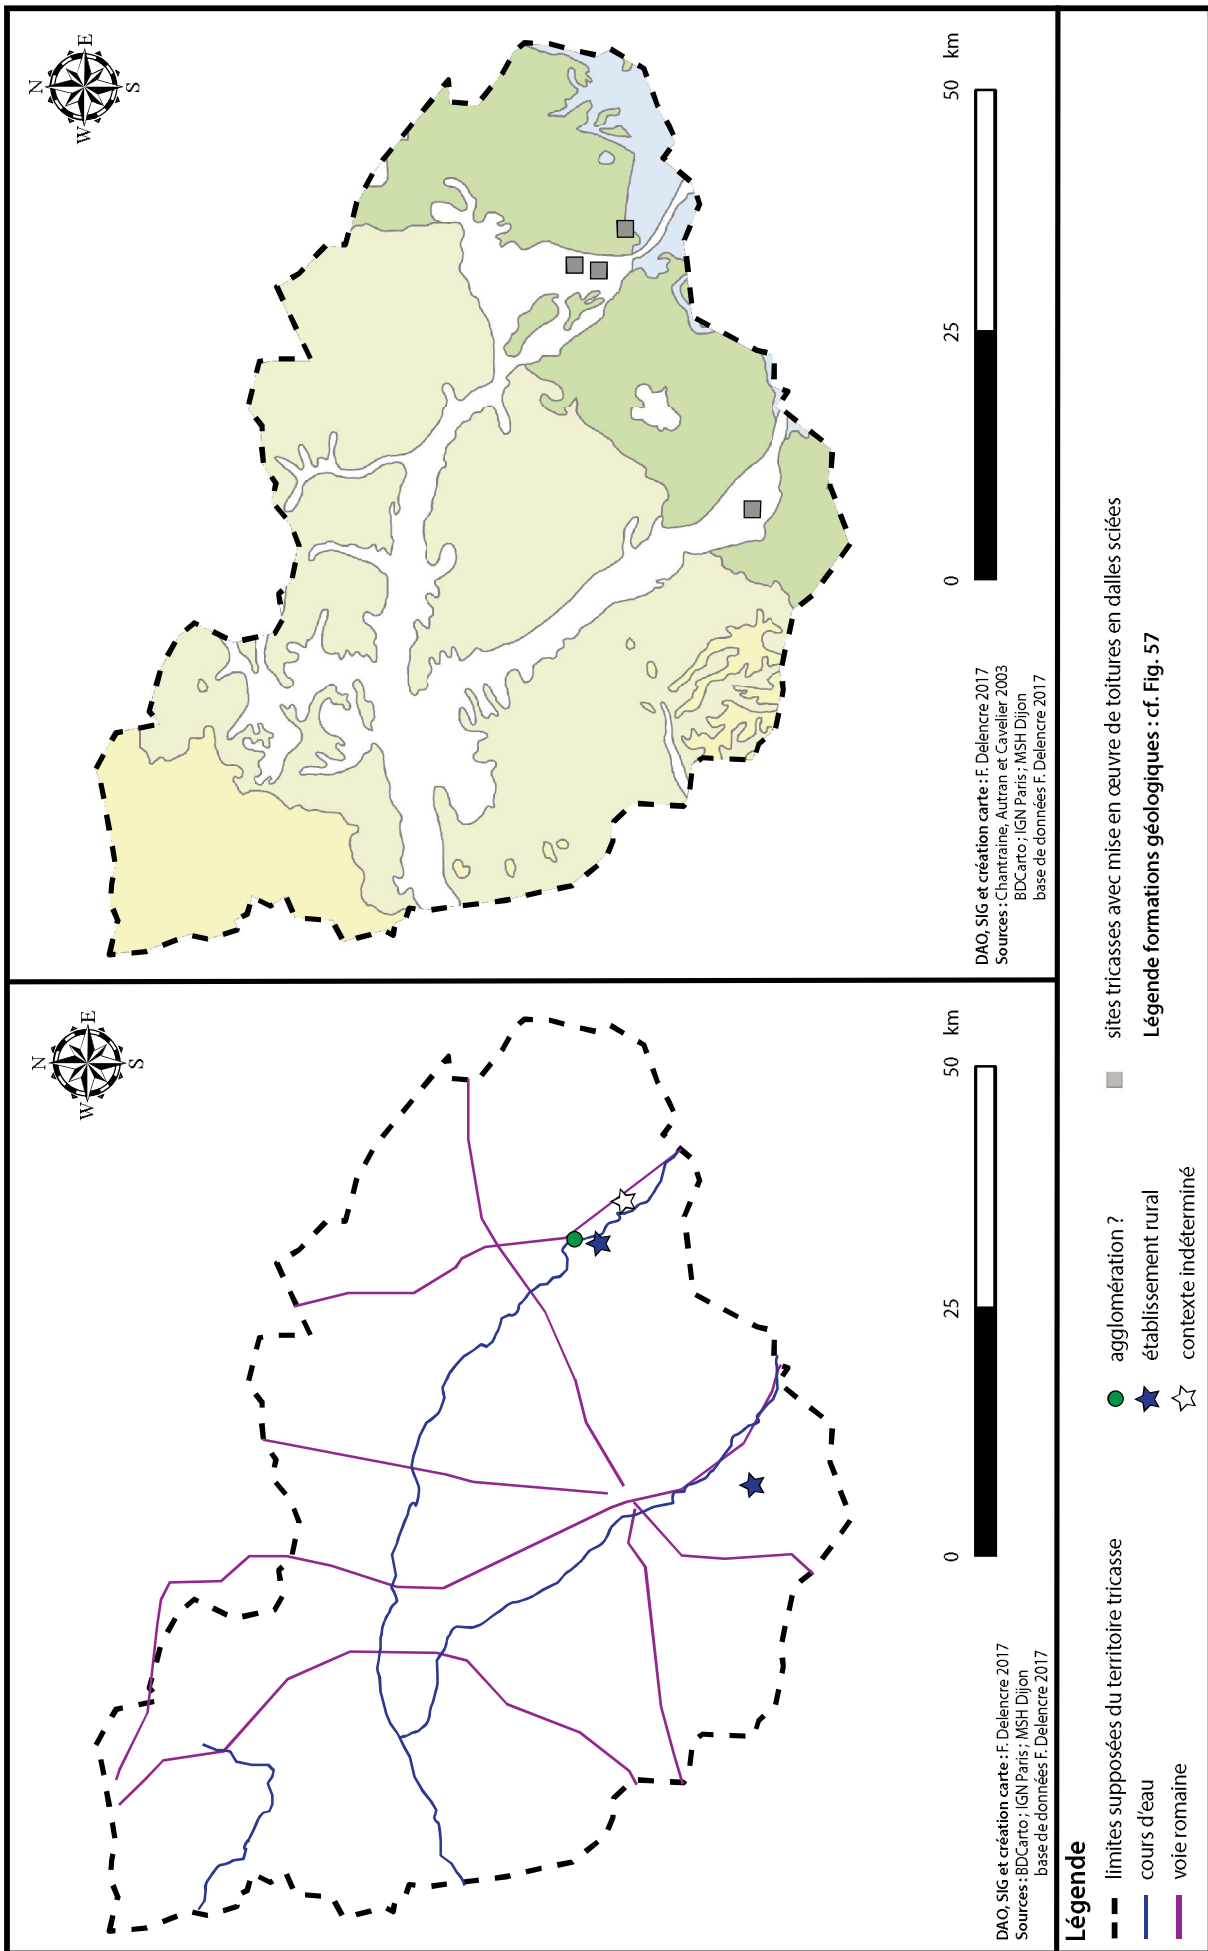 N
E
S
W
0
25
50
km
DAO, SIG et création carte : F. Delencre 2017
Sources : BDCarto ; IGN Paris ; MSH Dijon
base de données F. Delencre 2017
N
E
S
W
0
25
50
km
DAO, SIG et création carte : F. Delencre 2017
Sources : Chantraine, Autran et Cavelier 2003
BDCarto ; IGN Paris ; MSH Dijon
base de données F. Delencre 2017
Légende
limites supposées du territoire tricasse
cours d'eau
voie romaine
agglomération ?
établissement rural
contexte indéterminé
sites tricasses avec mise en œuvre de toitures en dalles sciées
Légende formations géologiques : cf. Fig. 57